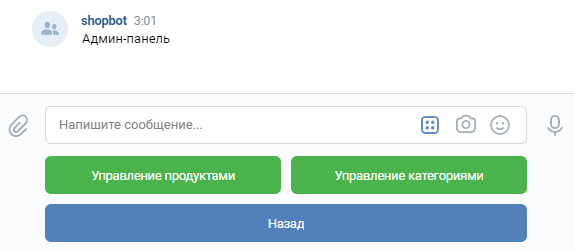 shopbot 3:01
Админ-панель
Напишите сообщение...
Управление продуктами
Управление категориями
Назад